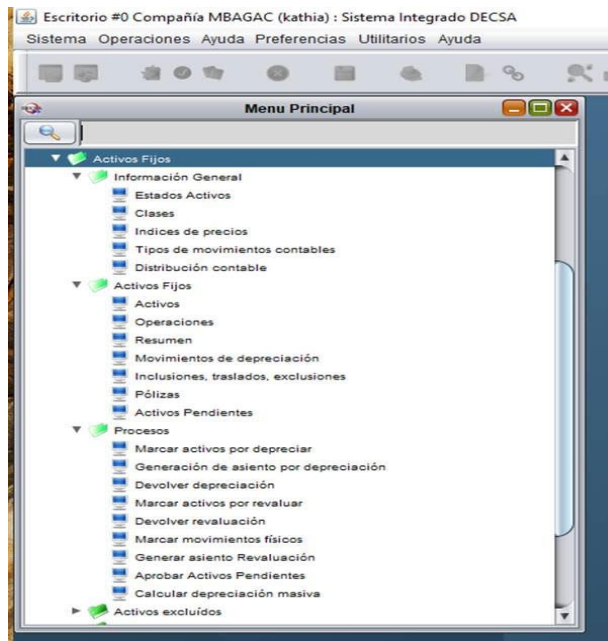 Escritorio #0 Compañía MBAGAC (kathia) : Sistema Integrado DECSA
Sistema Operaciones Ayuda Preferencias Utilitarios Ayuda
Menu Principal
Activos Fijos
Información General
Estados Activos
Clases
Indices de precios
Tipos de movimientos contables
Distribución contable
Activos Fijos
Activos
Operaciones
Resumen
Movimientos de depreciación
Inclusiones, traslados, exclusiones
Pólizas
Activos Pendientes
Procesos
Marcar activos por depreciar
Generación de asiento por depreciación
Devolver depreciación
Marcar activos por revaluar
Devolver revaluación
Marcar movimientos físicos
Generar asiento Revaluación
Aprobar Activos Pendientes
Calcular depreciación masiva
Activos excluídos